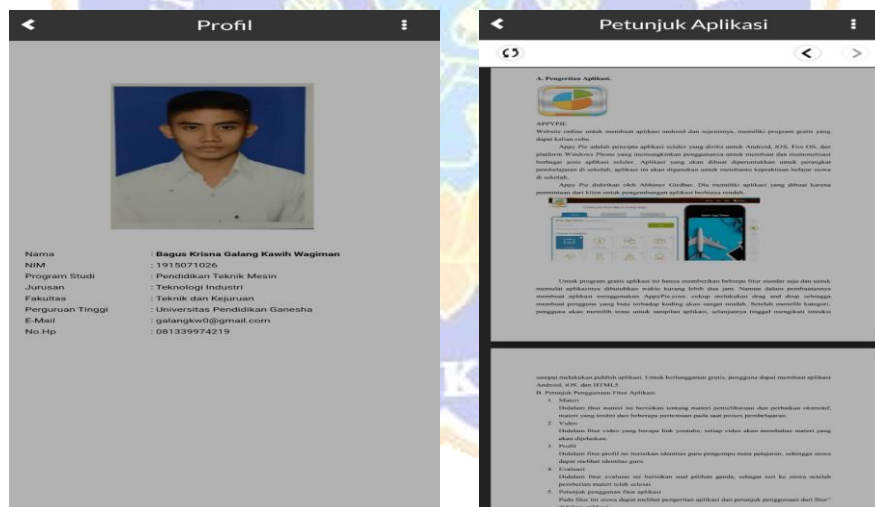 Profil
Nama : Bagus Krisna Galang Kawih Wagiman
NIM : 1915071026
Program Studi : Pendidikan Teknik Mesin
Jurusan : Teknologi Industri
Fakultas : Teknik dan Kejuruan
Perguruan Tinggi : Universitas Pendidikan Ganesha
E-Mail : galangkw0@gmail.com
No.Hp : 081339974219
Petunjuk Aplikasi
A. Pengertian Aplikasi.
APPYPIE
Website online untuk membuat aplikasi android dan sejenisnya, memiliki program gratis yang
dapat kalian coba.
Appy Pie adalah pencipta aplikasi seluler yang dirilis untuk Android, iOS, Fire OS, dan
platform Windows Phone yang memungkinkan penggunanya untuk membuat dan memonetisasi
berbagai jenis aplikasi seluler. Aplikasi yang akan dibuat diperuntukkan untuk perangkat
pembelajaran di sekolah, aplikasi ini akan digunakan untuk membantu kepraktisan belajar siswa
di sekolah.
Appy Pie didirikan oleh Abhinav Girdhar. Dia memiliki aplikasi yang dibuat karena
permintaan dari klien untuk pengembangan aplikasi berbiaya rendah.
Untuk program gratis aplikasi ini hanya memberikan beberapa fitur standar saja dan untuk
memulai aplikasinya dibutuhkan waktu kurang lebih dua jam. Namun dalam pembuatannya
membuat aplikasi menggunakan AppyPie.com, cukup melakukan drag and drop sehingga
membuat pengguna yang buta terhadap koding akan sangat mudah. Setelah memilih kategori,
pengguna akan memilih tema untuk tampilan aplikasi, selanjutnya tinggal mengikuti intruksi
sampai melakukan publish aplikasi. Untuk berlangganan gratis, pengguna dapat membuat aplikasi
Android, iOS, dan HTML5.
B. Petunjuk Penggunaan Fitur Aplikasi
1. Materi
Didalam fitur materi ini berisikan tentang materi pemeliharaan dan perbaikan otomotif,
materi yang terdiri dari beberapa pertemuan pada saat proses pembelajaran.
2. Video
Didalam fitur video yang berupa link youtube, setiap video akan membahas materi yang
akan dijelaskan.
3. Profil
Didalam fitur profil ini berisikan identitas guru pengampu mata pelajaran, sehingga siswa
dapat melihat identitas guru.
4. Evaluasi
Didalam fitur evaluasi ini berisikan soal pilihan ganda, sebagai test ke siswa setelah
pemberian materi telah selesai.
5. Petunjuk penggunaan fitur aplikasi
Pada fitur ini siswa dapat melihat pengertian aplikasi dan petunjuk penggunaan dari fitur"